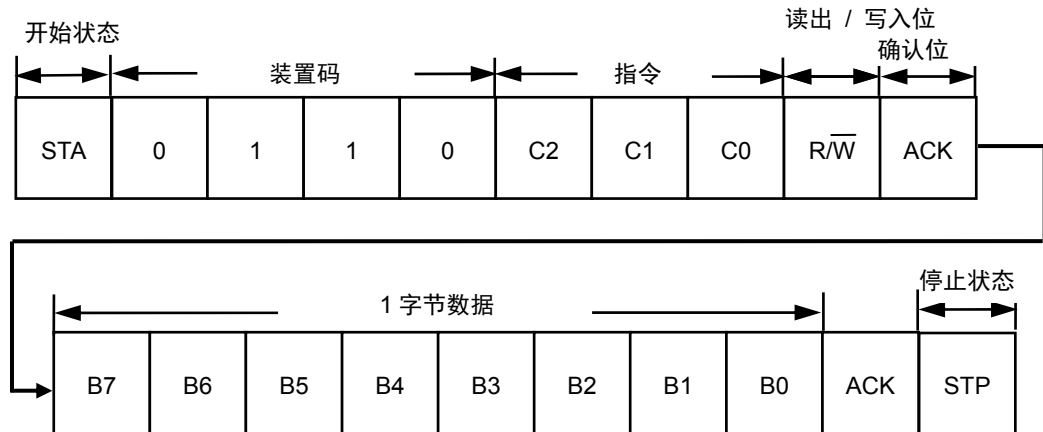 读出 / 写入位
开始状态
确认位
装置码
指令
STA 0 1 1 0 C2 C1 C0 R/W̅ ACK
停止状态
1 字节数据
B7 B6 B5 B4 B3 B2 B1 B0 ACK STP